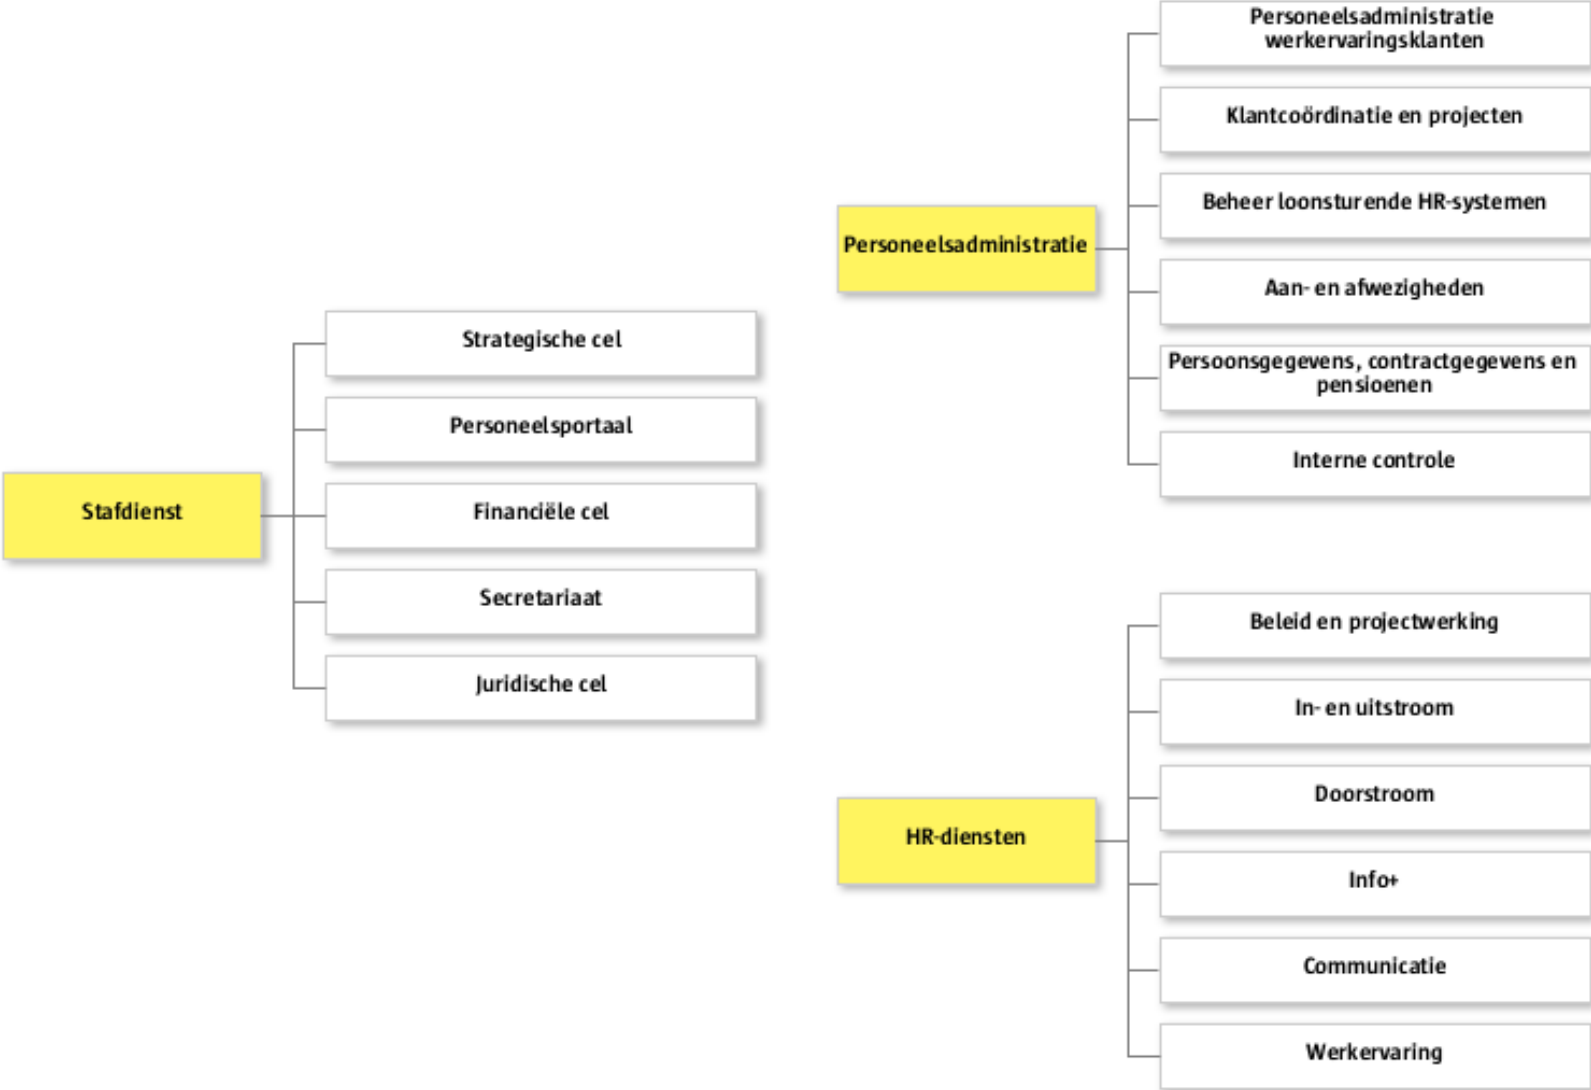 Stafdienst
Strategische cel
Personeelsportaal
Financiële cel
Secretariaat
Juridische cel
Personeelsadministratie
Personeelsadministratie
werkervaringsklanten
Klantcoördinatie en projecten
Beheer loonsturende HR-systemen
Aan- en afwezigheden
Persoonsgegevens, contractgegevens en
pensioenen
Interne controle
HR-diensten
Beleid en projectwerking
In- en uitstroom
Doorstroom
Info+
Communicatie
Werkervaring